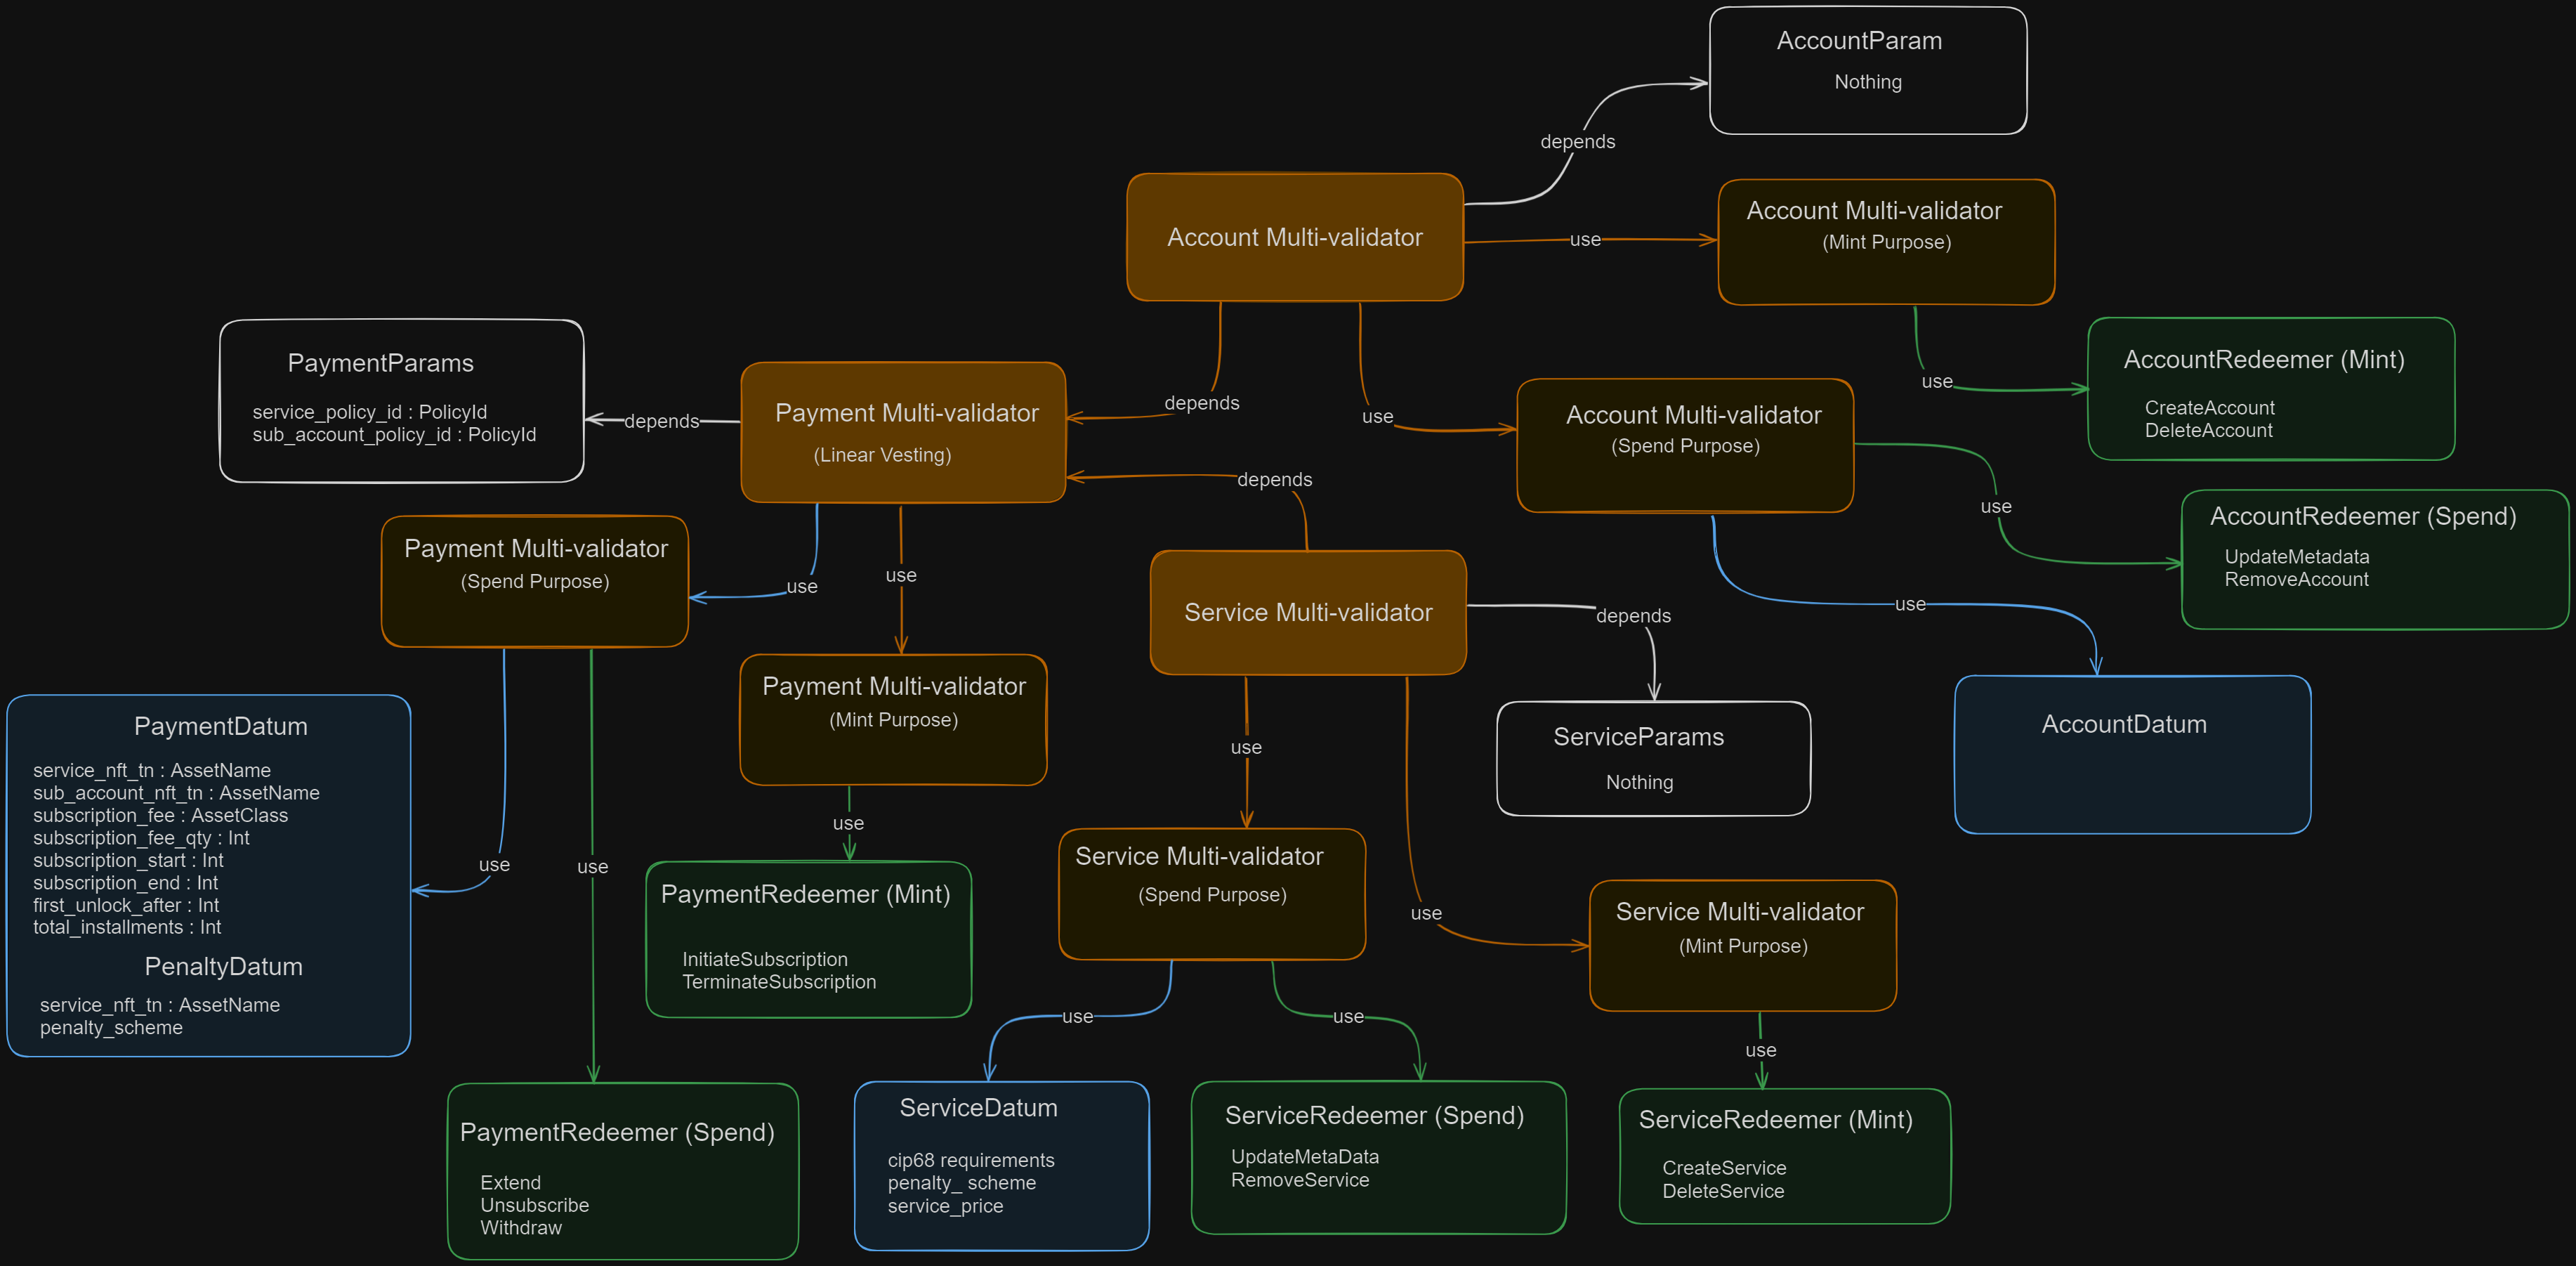 AccountParam
Nothing
depends
Account Multi-validator
use
Account Multi-validator
(Mint Purpose)
PaymentParams
service_policy_id : PolicyId
sub_account_policy_id : PolicyId
depends
Payment Multi-validator
(Linear Vesting)
depends
use
Account Multi-validator
(Spend Purpose)
use
AccountRedeemer (Mint)
CreateAccount
DeleteAccount
depends
use
AccountRedeemer (Spend)
UpdateMetadata
RemoveAccount
Payment Multi-validator
(Spend Purpose)
use
use
Service Multi-validator
depends
use
Payment Multi-validator
(Mint Purpose)
use
ServiceParams
Nothing
AccountDatum
PaymentDatum
service_nft_tn : AssetName
sub_account_nft_tn : AssetName
subscription_fee : AssetClass
subscription_fee_qty : Int
subscription_start : Int
subscription_end : Int
first_unlock_after : Int
total_installments : Int
PenaltyDatum
service_nft_tn : AssetName
penalty_scheme
use
use
use
PaymentRedeemer (Mint)
InitiateSubscription
TerminateSubscription
Service Multi-validator
(Spend Purpose)
use
Service Multi-validator
(Mint Purpose)
use
use
use
PaymentRedeemer (Spend)
Extend
Unsubscribe
Withdraw
ServiceDatum
cip68 requirements
penalty_ scheme
service_price
ServiceRedeemer (Spend)
UpdateMetaData
RemoveService
ServiceRedeemer (Mint)
CreateService
DeleteService